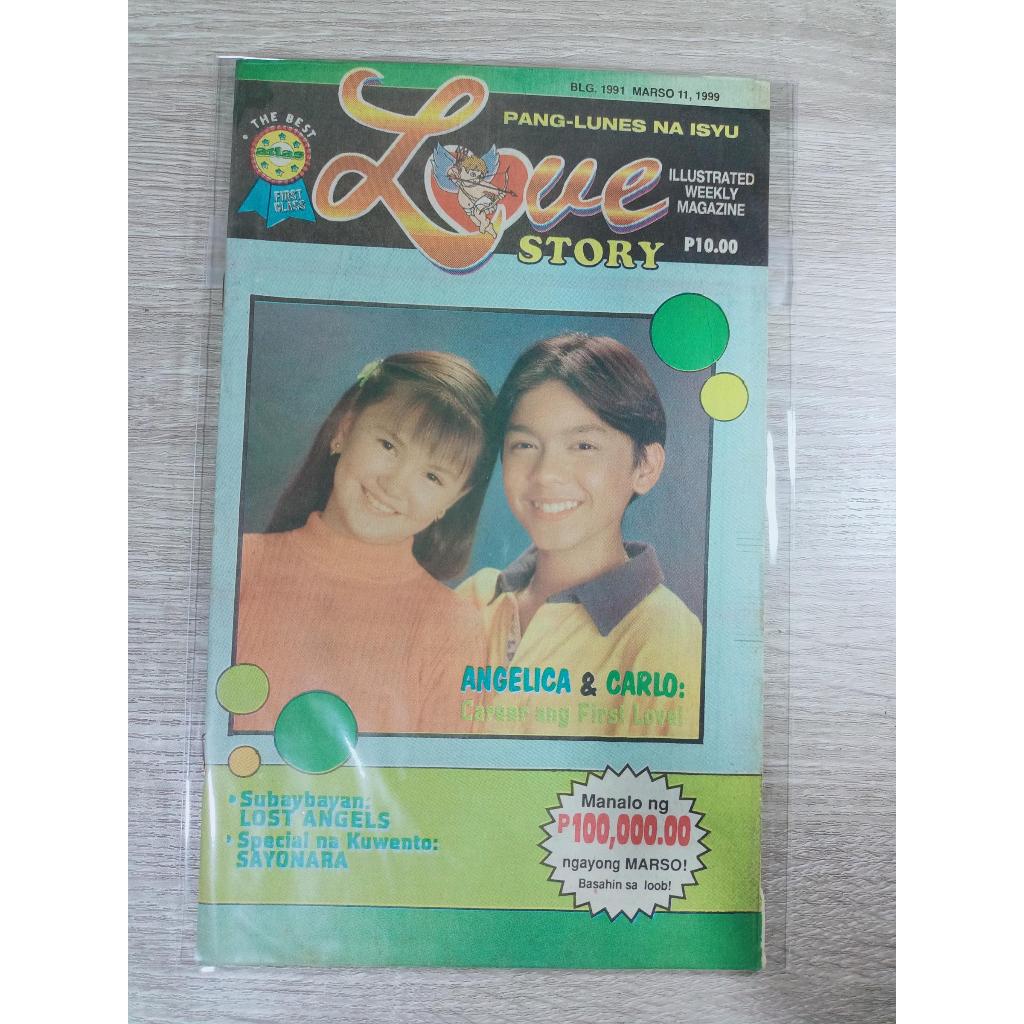 BLG. 1991 MARSO 11, 1999
PANG-LUNES NA ISYU
• THE BEST
atlas
FIRST
CLASS
Love
STORY
ILLUSTRATED
WEEKLY
MAGAZINE
P10.00
ANGELICA & CARLO:
Career ang First Love!
• Subaybayan:
LOST ANGELS
• Special na Kuwento:
SAYONARA
Manalo ng
P100,000.00
ngayong MARSO!
Basahin sa loob!